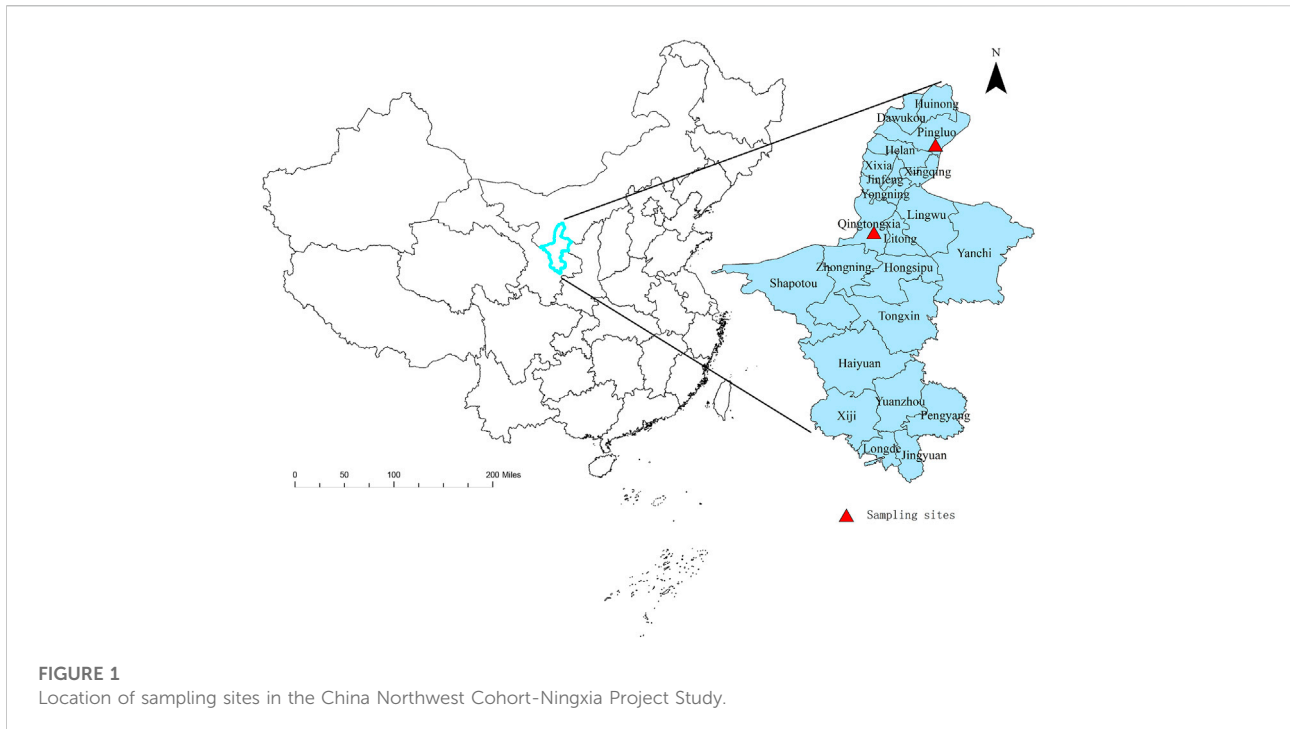 N
Huinong
Dawukou
Pingluo
Helan
Xixia
Xingqing
Jinfeng
Yongning
Lingwu
Qingtongxia
Litong
Yanchi
Zhongning
Hongsipu
Shapotou
Tongxin
Haiyuan
Yuanzhou
Xiji
Pengyang
Longde
Jingyuan
0 50 100 200 Miles
Sampling sites
FIGURE 1
Location of sampling sites in the China Northwest Cohort-Ningxia Project Study.